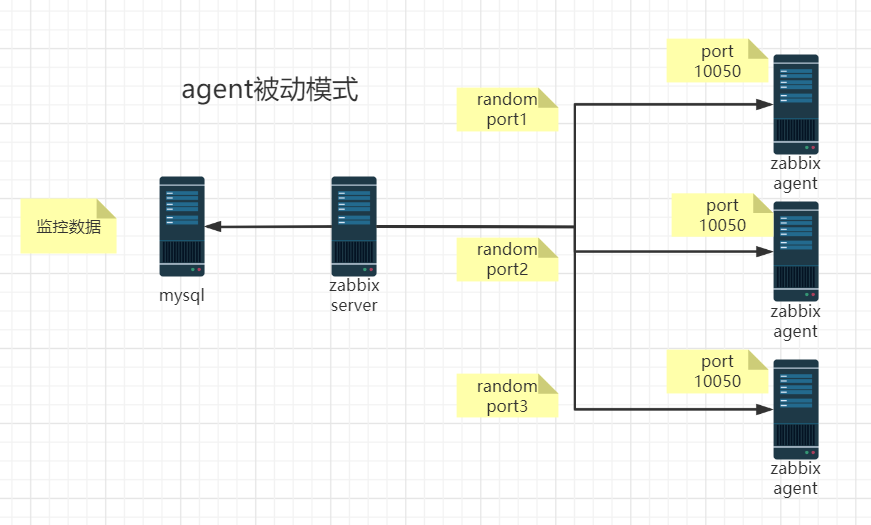 agent被动模式
port
10050
random
port1
zabbix
agent
监控数据
mysql
zabbix
server
port
10050
random
port2
zabbix
agent
port
10050
random
port3
zabbix
agent